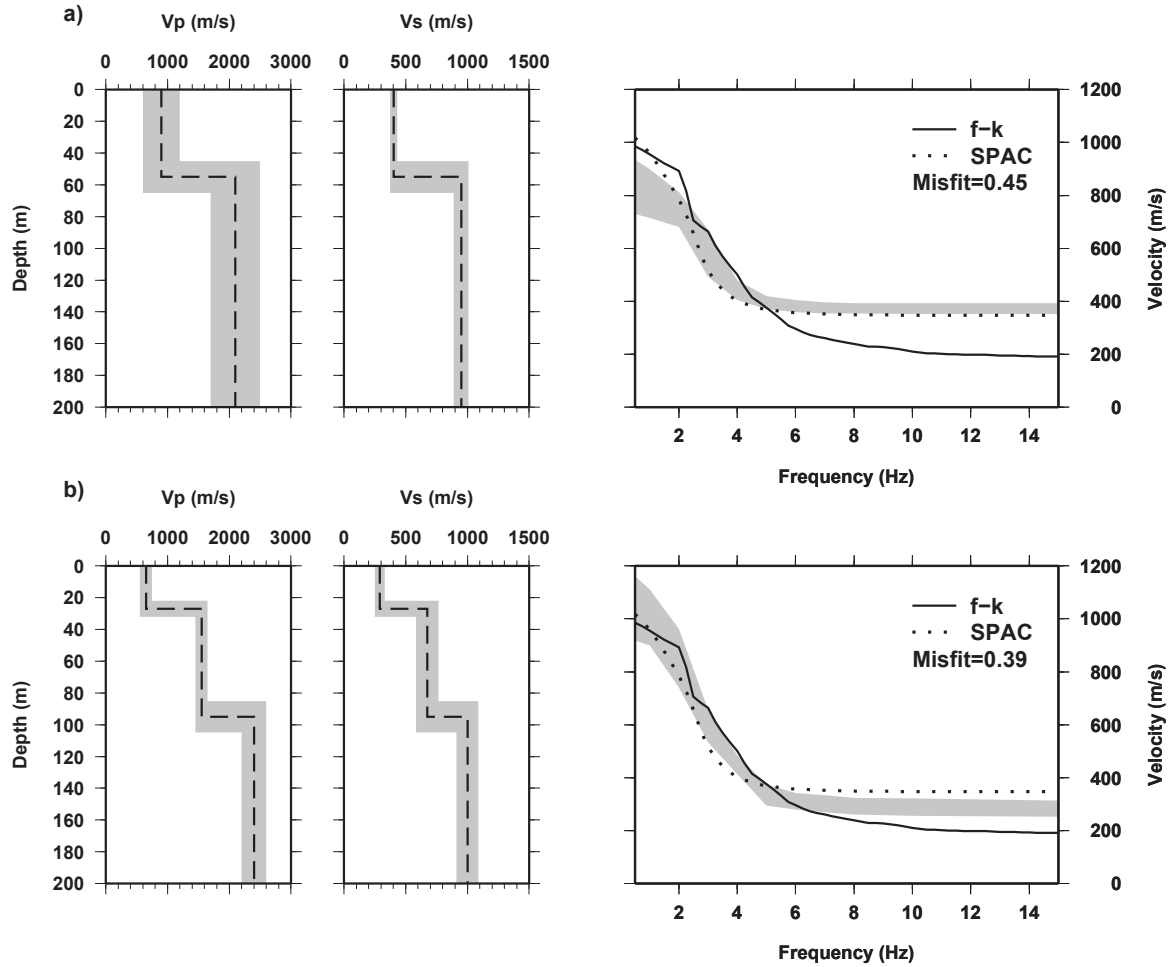 a)
Vp (m/s)
Vs (m/s)
0 1000 2000 3000
0 500 1000 1500
0
20
40
60
80
100
120
140
160
180
200
Depth (m)
f−k
SPAC
Misfit=0.45
1200
1000
800
600
400
200
0
Velocity (m/s)
2 4 6 8 10 12 14
Frequency (Hz)
b)
Vp (m/s)
Vs (m/s)
0 1000 2000 3000
0 500 1000 1500
0
20
40
60
80
100
120
140
160
180
200
Depth (m)
f−k
SPAC
Misfit=0.39
1200
1000
800
600
400
200
0
Velocity (m/s)
2 4 6 8 10 12 14
Frequency (Hz)